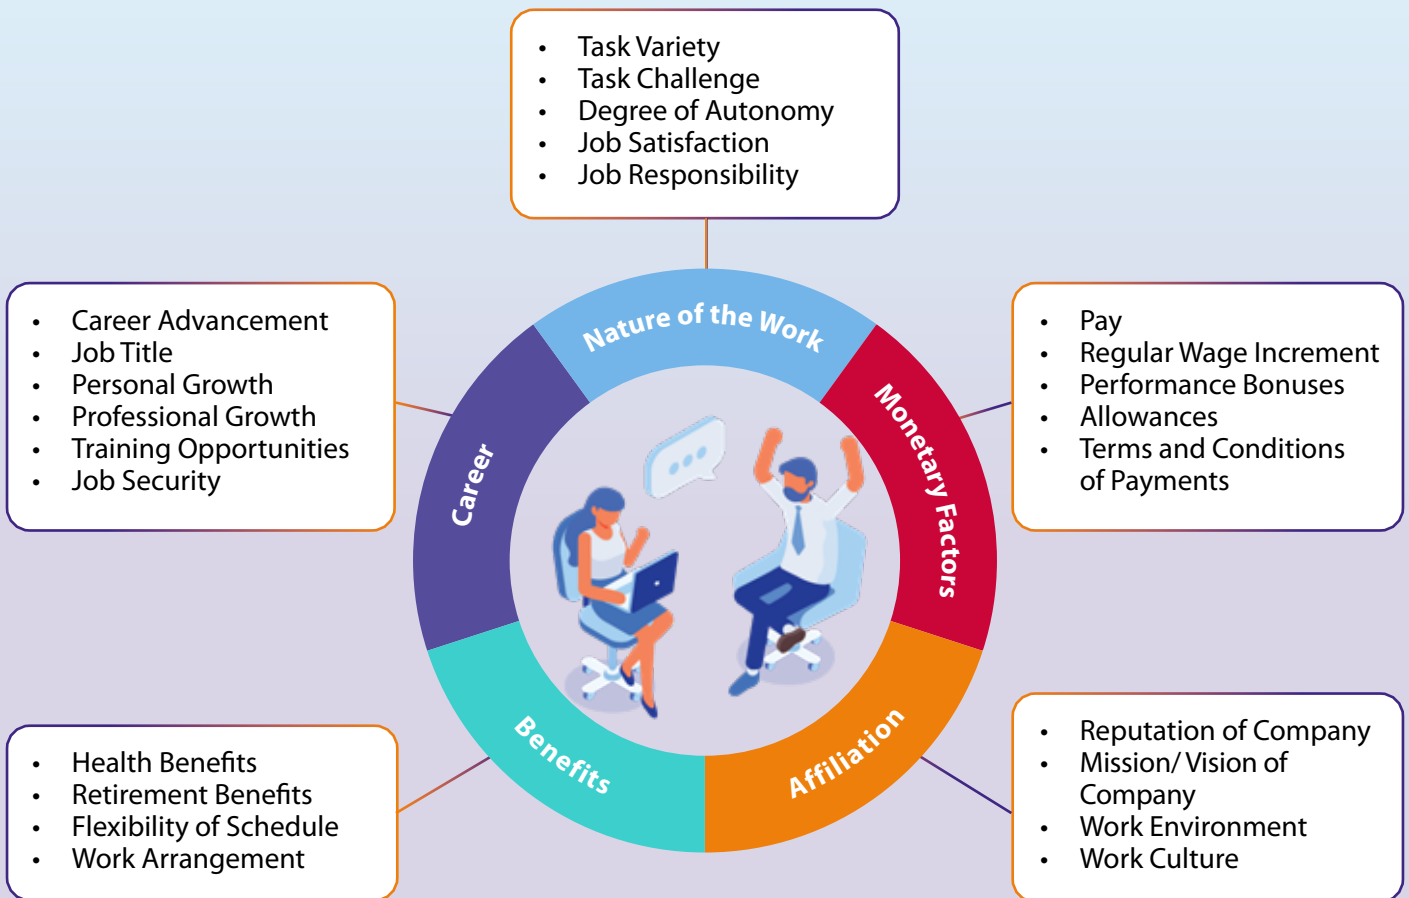 • Task Variety
• Task Challenge
• Degree of Autonomy
• Job Satisfaction
• Job Responsibility
Nature of the Work
• Career Advancement
• Job Title
• Personal Growth
• Professional Growth
• Training Opportunities
• Job Security
Career
Monetary Factors
• Pay
• Regular Wage Increment
• Performance Bonuses
• Allowances
• Terms and Conditions
of Payments
• Health Benefits
• Retirement Benefits
• Flexibility of Schedule
• Work Arrangement
Benefits
Affiliation
• Reputation of Company
• Mission/ Vision of
Company
• Work Environment
• Work Culture